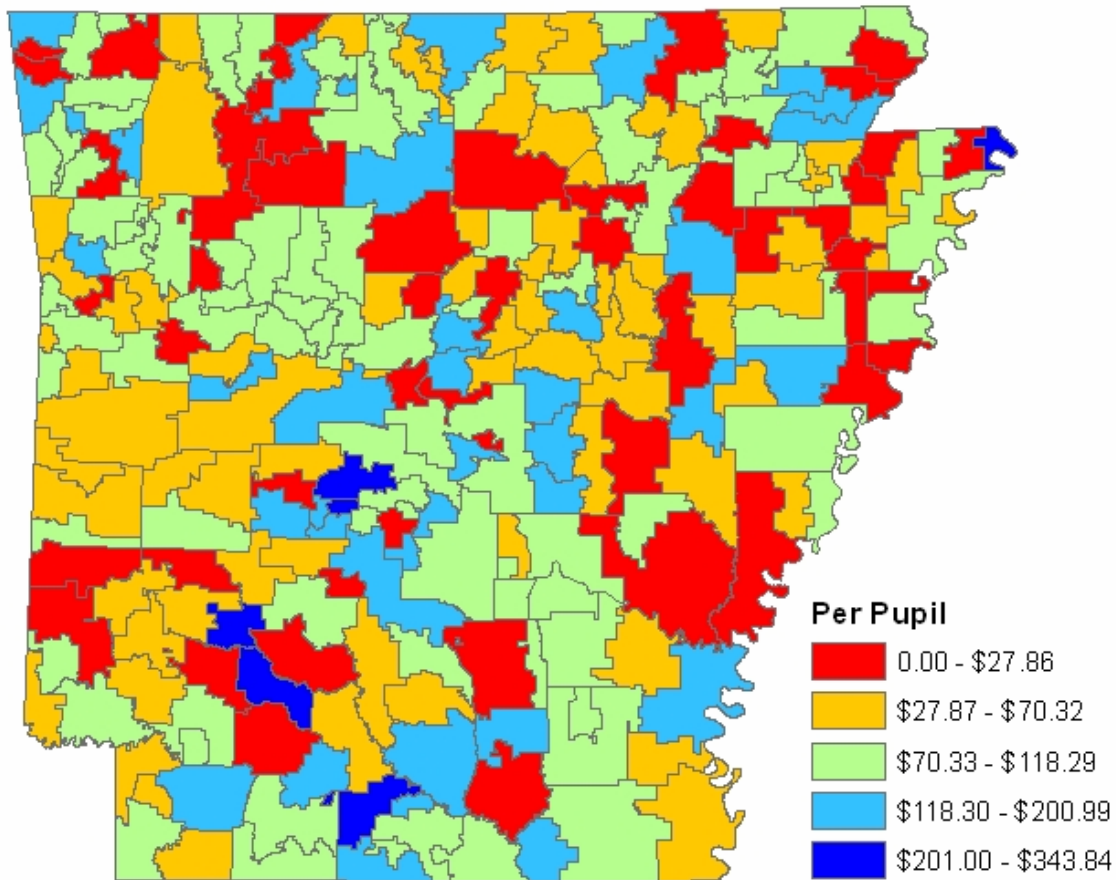 Per Pupil
0.00 - $27.86
$27.87 - $70.32
$70.33 - $118.29
$118.30 - $200.99
$201.00 - $343.84